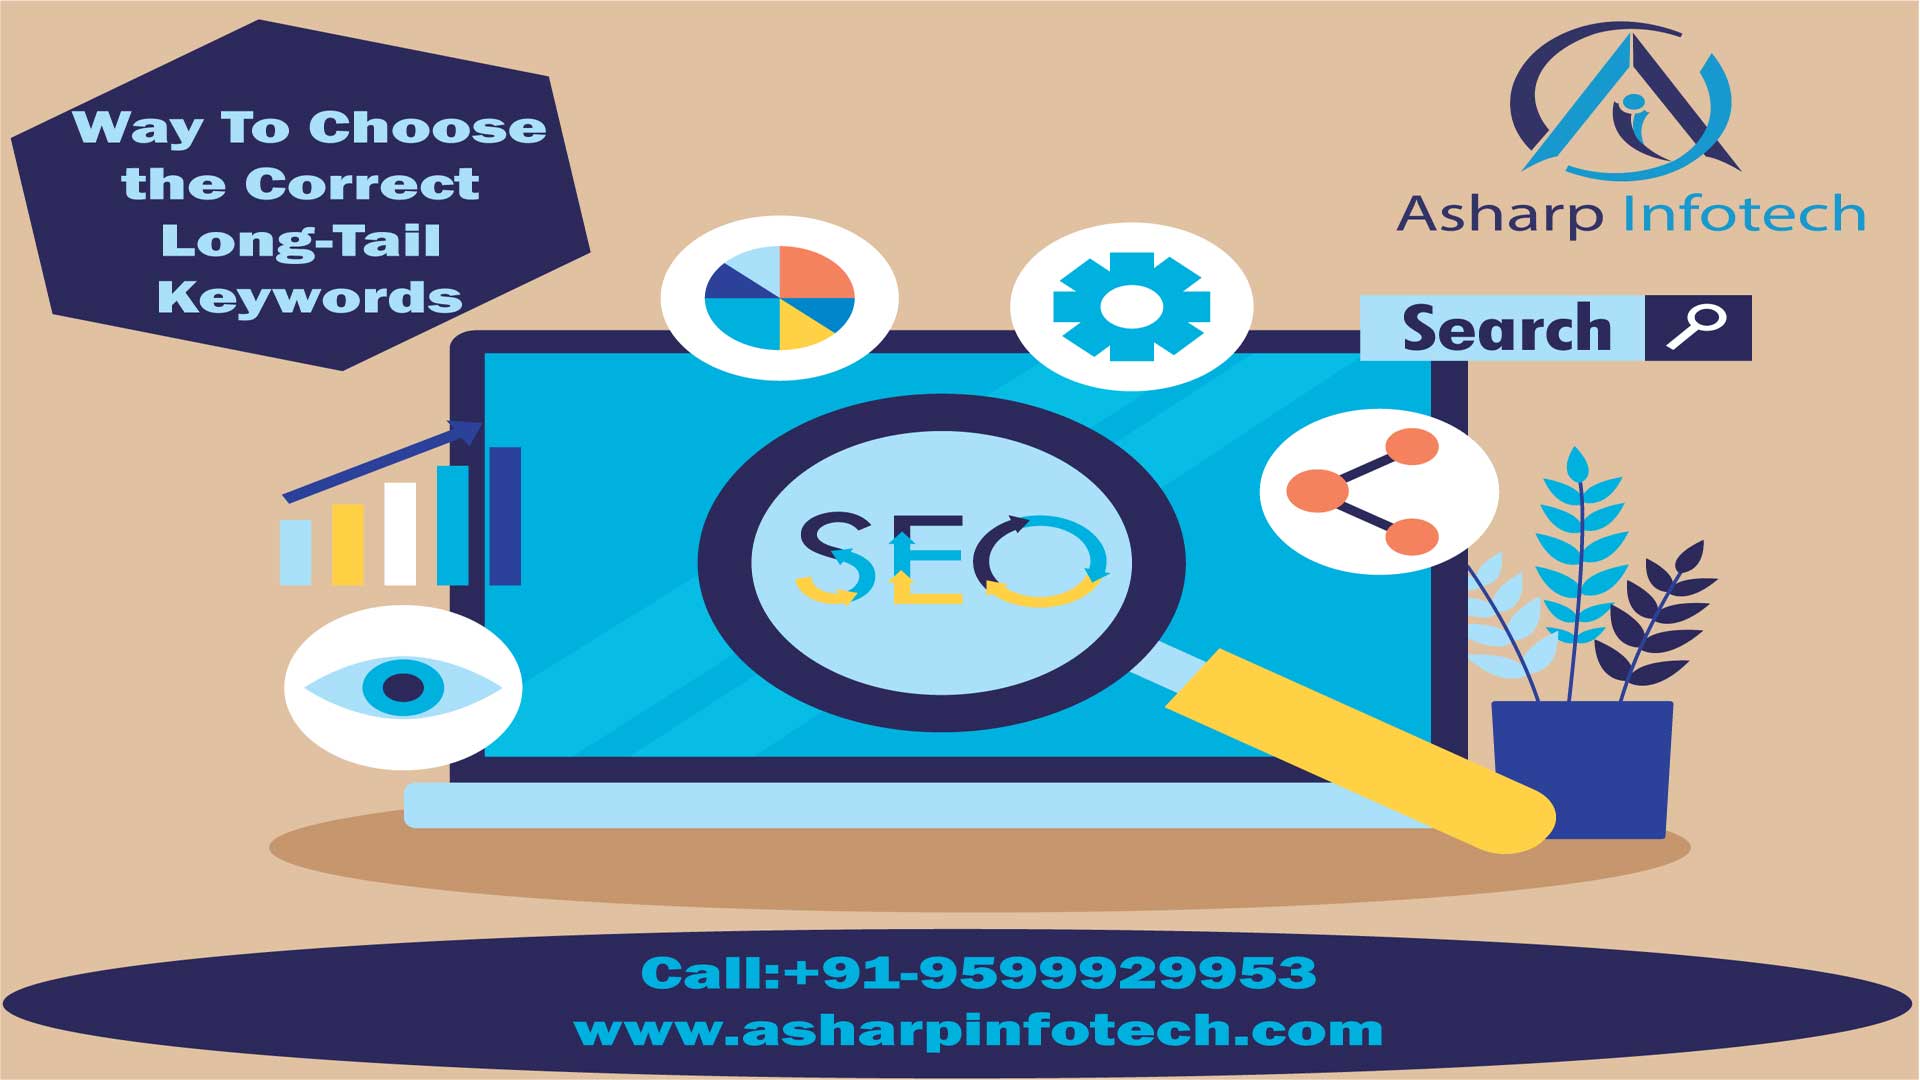 Way To Choose
the Correct
Long-Tail
Keywords
Asharp Infotech
Search
SEO
Call:+91-9599929953
www.asharpinfotech.com